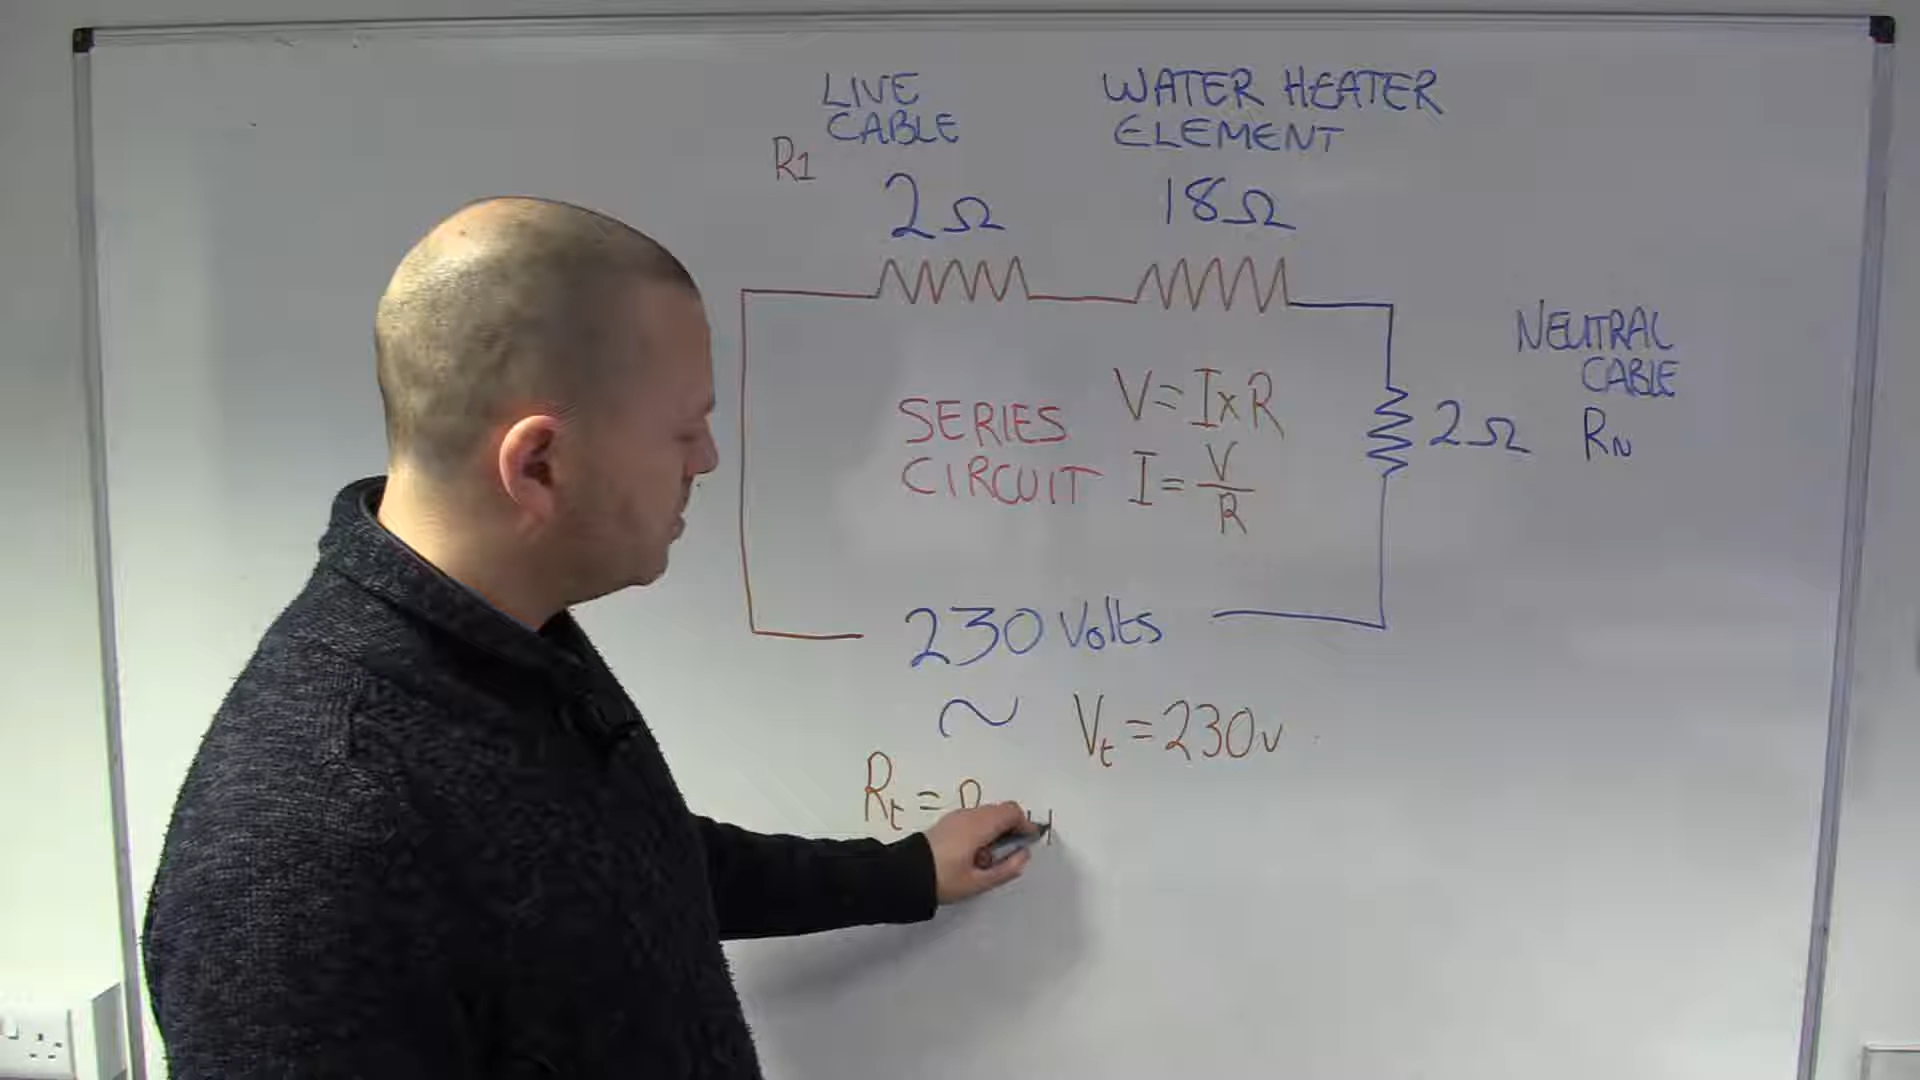 LIVE
CABLE
R1
2Ω
WATER HEATER
ELEMENT
18Ω
NEUTRAL
CABLE
2Ω RN
SERIES
CIRCUIT
V=IxR
I=V/R
230 Volts
~
Vt=230v
Rt=